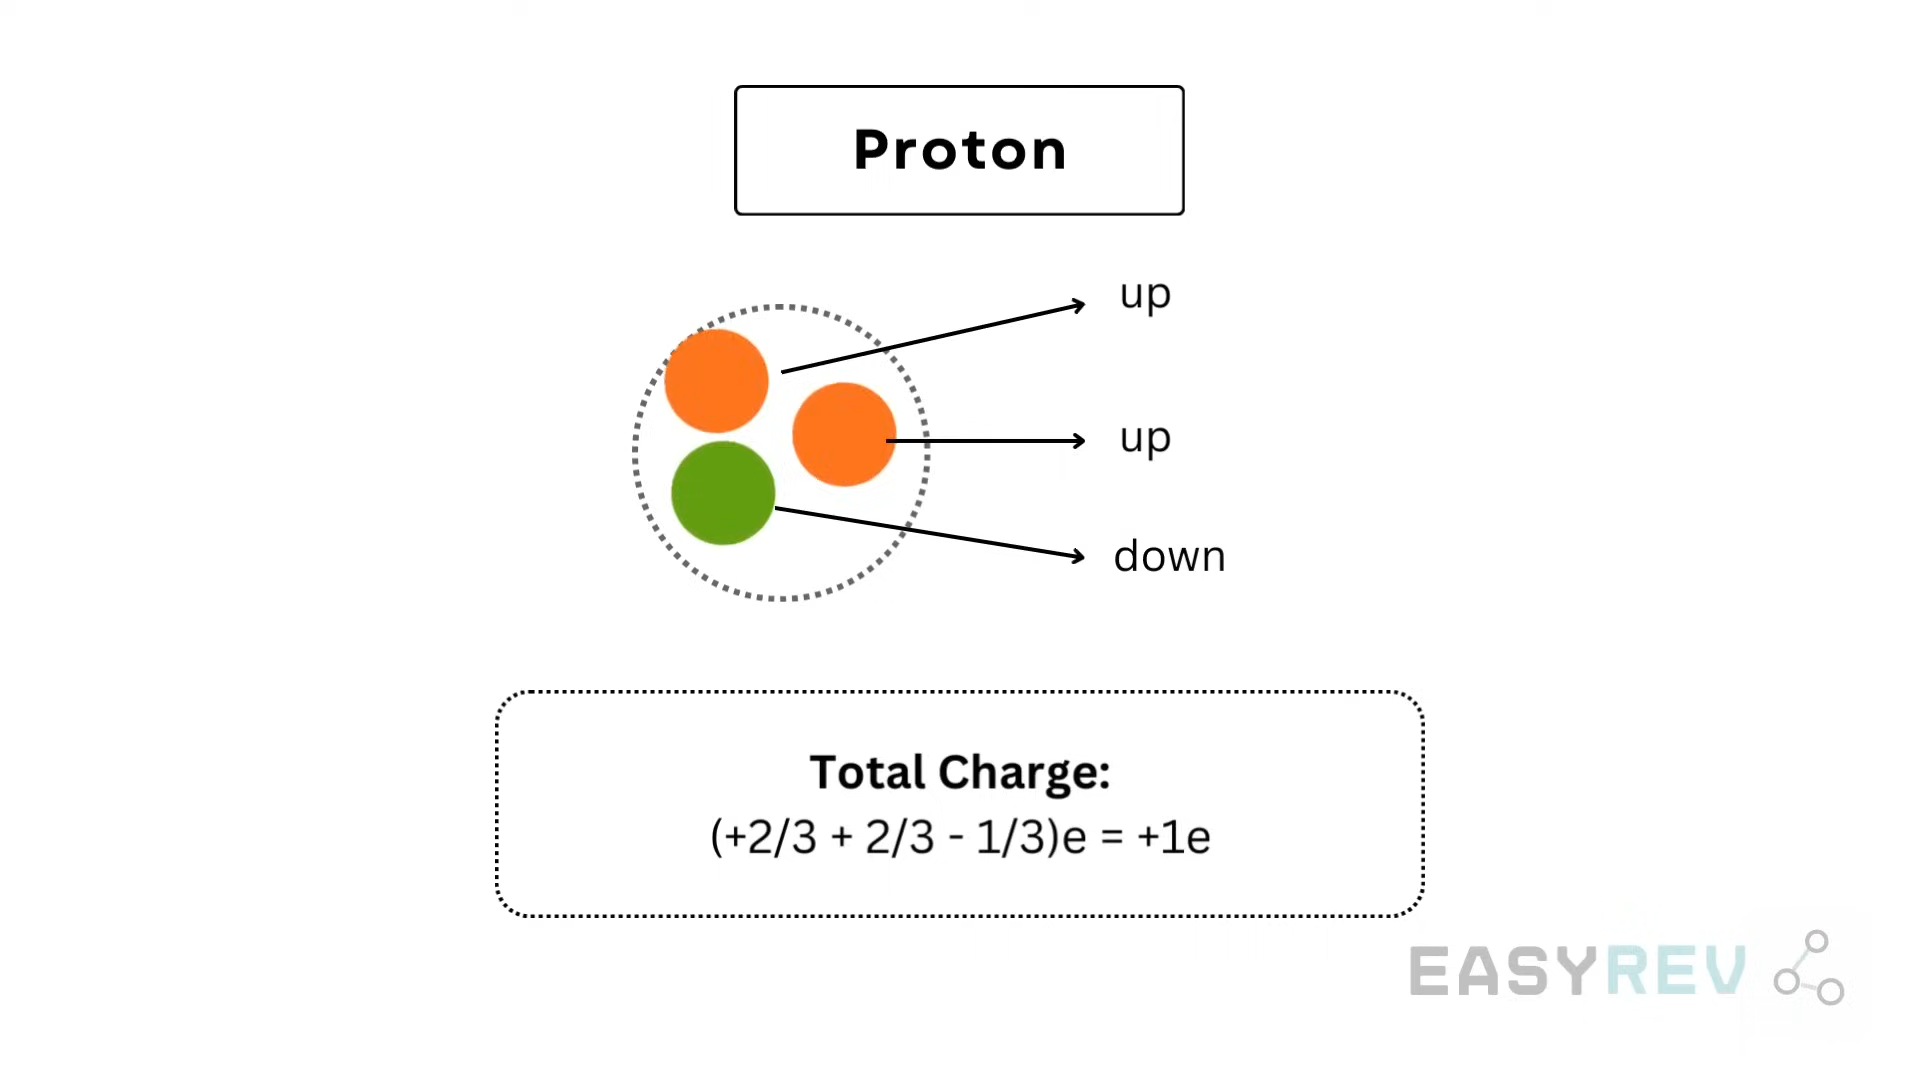 Proton
up
up
down
Total Charge:
(+2/3 + 2/3 - 1/3)e = +1e
EASYREV